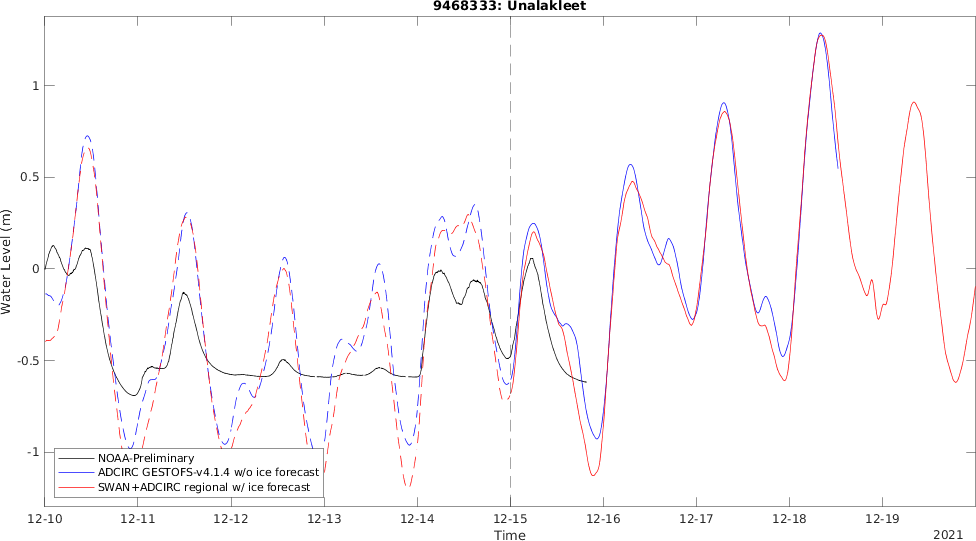 9468333: Unalakleet
Water Level (m)
1
0.5
0
-0.5
-1
NOAA-Preliminary
ADCIRC GESTOFS-v4.1.4 w/o ice forecast
SWAN+ADCIRC regional w/ ice forecast
12-10 12-11 12-12 12-13 12-14 12-15 12-16 12-17 12-18 12-19
Time
2021